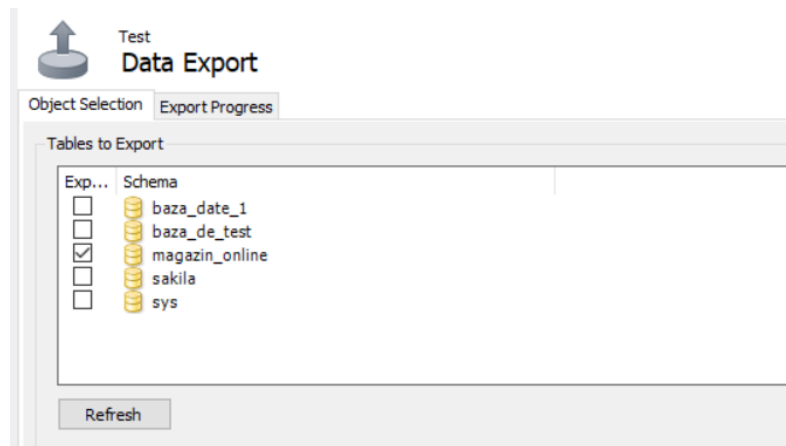 Test
Data Export
Object Selection Export Progress
Tables to Export
Exp... Schema
baza_date_1
baza_de_test
magazin_online
sakila
sys
Refresh